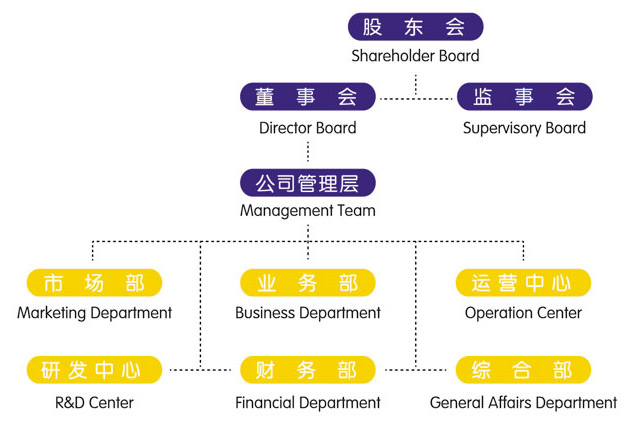 股东会
Shareholder Board
董事会
监事会
Director Board
Supervisory Board
公司管理层
Management Team
市场部
业务部
运营中心
Marketing Department
Business Department
Operation Center
研发中心
财务部
综合部
R&D Center
Financial Department
General Affairs Department